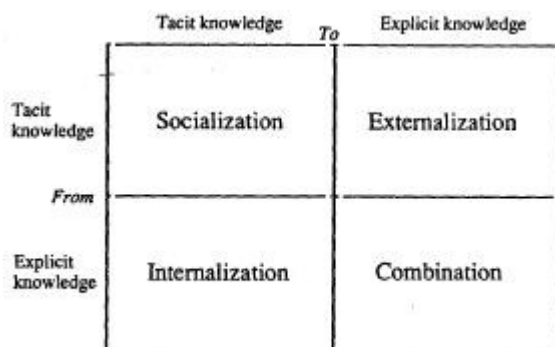 Tacit knowledge
To
Explicit knowledge
Tacit
knowledge
Socialization
Externalization
From
Explicit
knowledge
Internalization
Combination